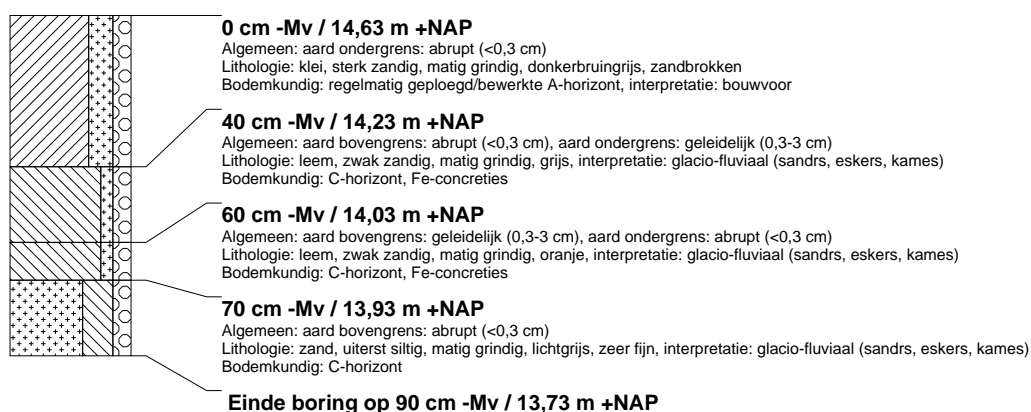 0 cm -Mv / 14,63 m +NAP
Algemeen: aard ondergrens: abrupt (<0,3 cm)
Lithologie: klei, sterk zandig, matig grindig, donkerbruingrijs, zandbrokken
Bodemkundig: regelmatig geploegd/bewerkte A-horizont, interpretatie: bouwvoor
40 cm -Mv / 14,23 m +NAP
Algemeen: aard bovengrens: abrupt (<0,3 cm), aard ondergrens: geleidelijk (0,3-3 cm)
Lithologie: leem, zwak zandig, matig grindig, grijs, interpretatie: glacio-fluviaal (sandrs, eskers, kames)
Bodemkundig: C-horizont, Fe-concreties
60 cm -Mv / 14,03 m +NAP
Algemeen: aard bovengrens: geleidelijk (0,3-3 cm), aard ondergrens: abrupt (<0,3 cm)
Lithologie: leem, zwak zandig, matig grindig, oranje, interpretatie: glacio-fluviaal (sandrs, eskers, kames)
Bodemkundig: C-horizont, Fe-concreties
70 cm -Mv / 13,93 m +NAP
Algemeen: aard bovengrens: abrupt (<0,3 cm)
Lithologie: zand, uiterst siltig, matig grindig, lichtgrijs, zeer fijn, interpretatie: glacio-fluviaal (sandrs, eskers, kames)
Bodemkundig: C-horizont
Einde boring op 90 cm -Mv / 13,73 m +NAP